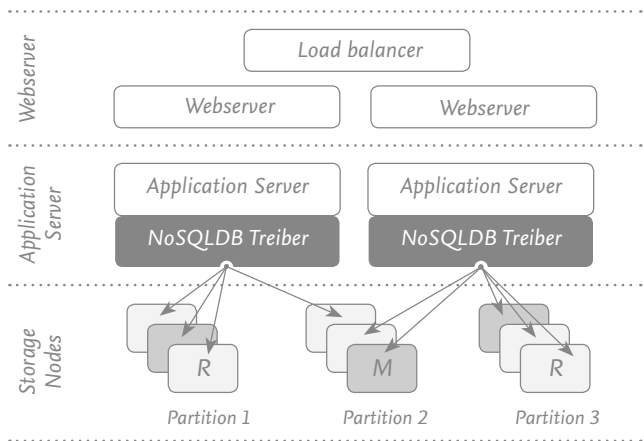 Webserver
Load balancer
Webserver
Webserver
Application
Server
Application Server
Application Server
NoSQLDB Treiber
NoSQLDB Treiber
Storage
Nodes
R
M
R
Partition 1
Partition 2
Partition 3